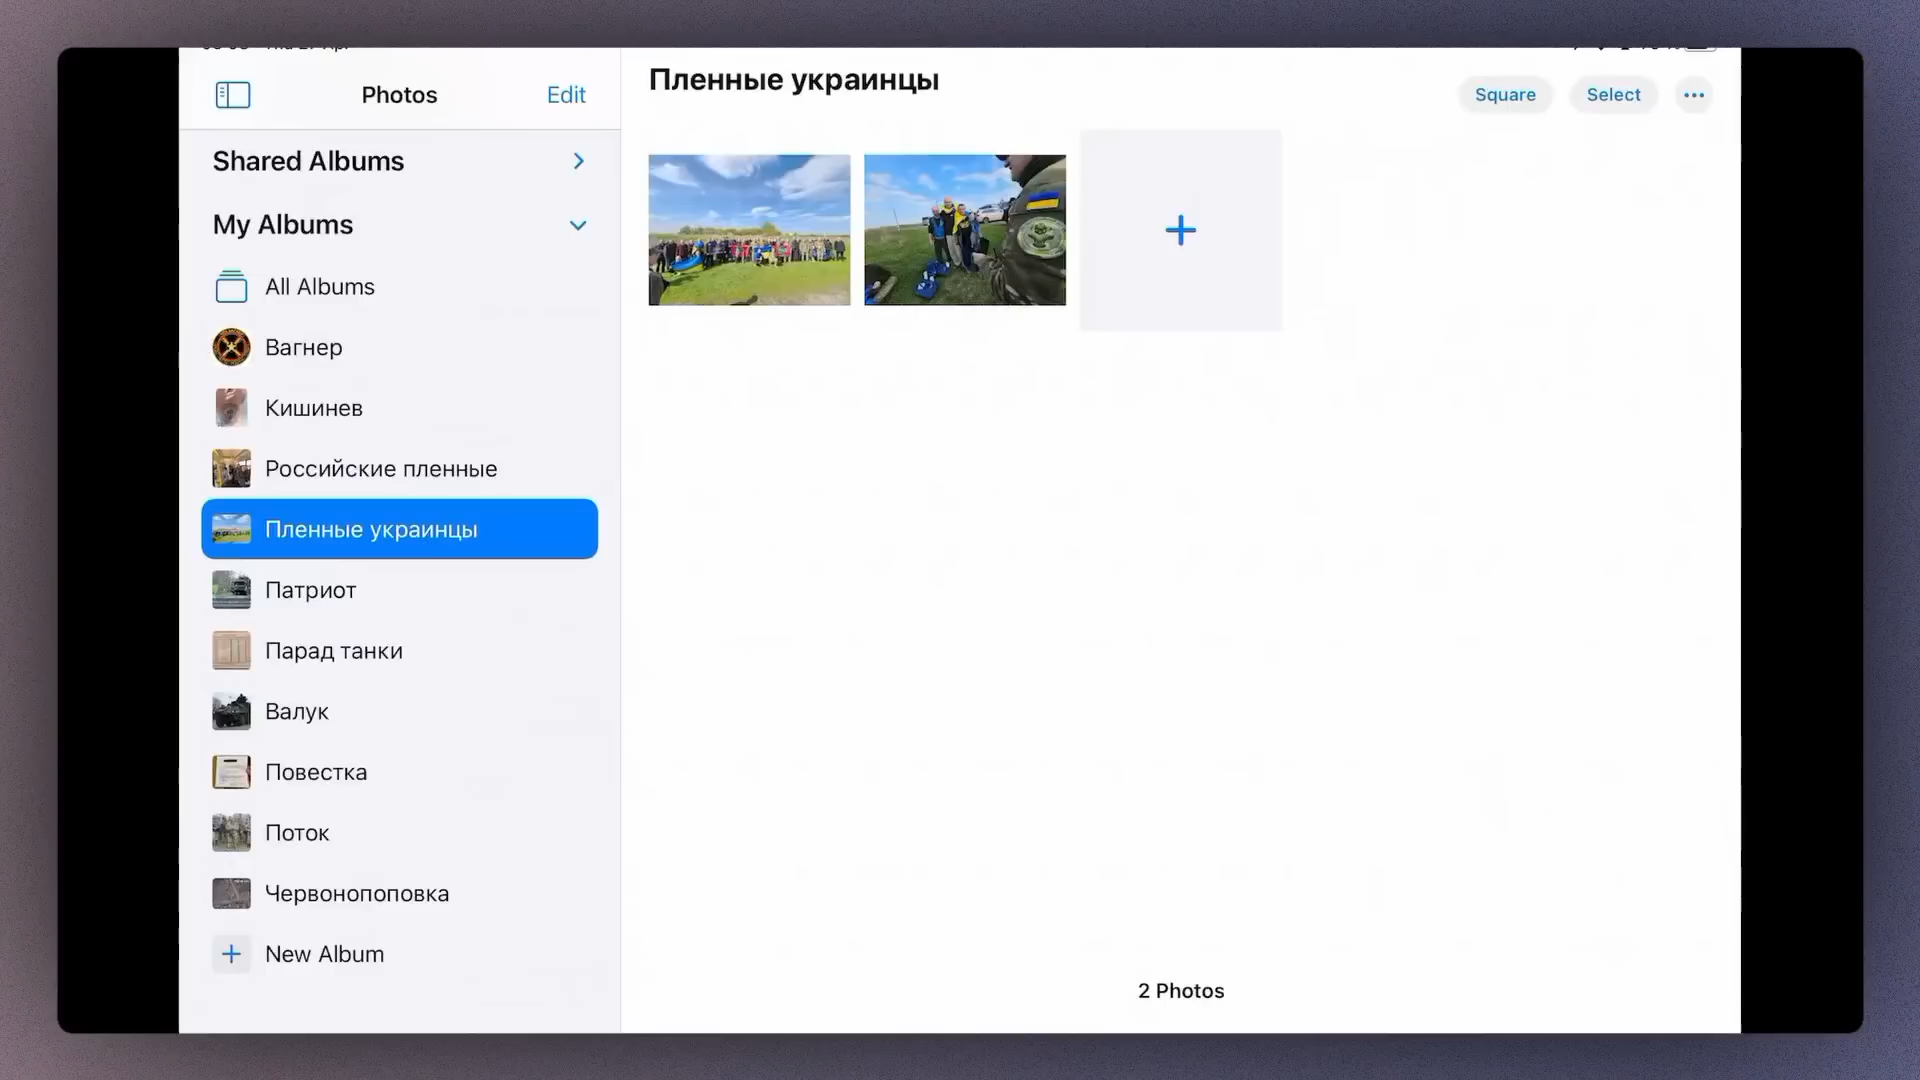 Photos
Edit
Shared Albums
My Albums
All Albums
Вагнер
Кишинев
Российские пленные
Пленные украинцы
Патриот
Парад танки
Валук
Повестка
Поток
Червонопоповка
New Album
Пленные украинцы
Square
Select
2 Photos